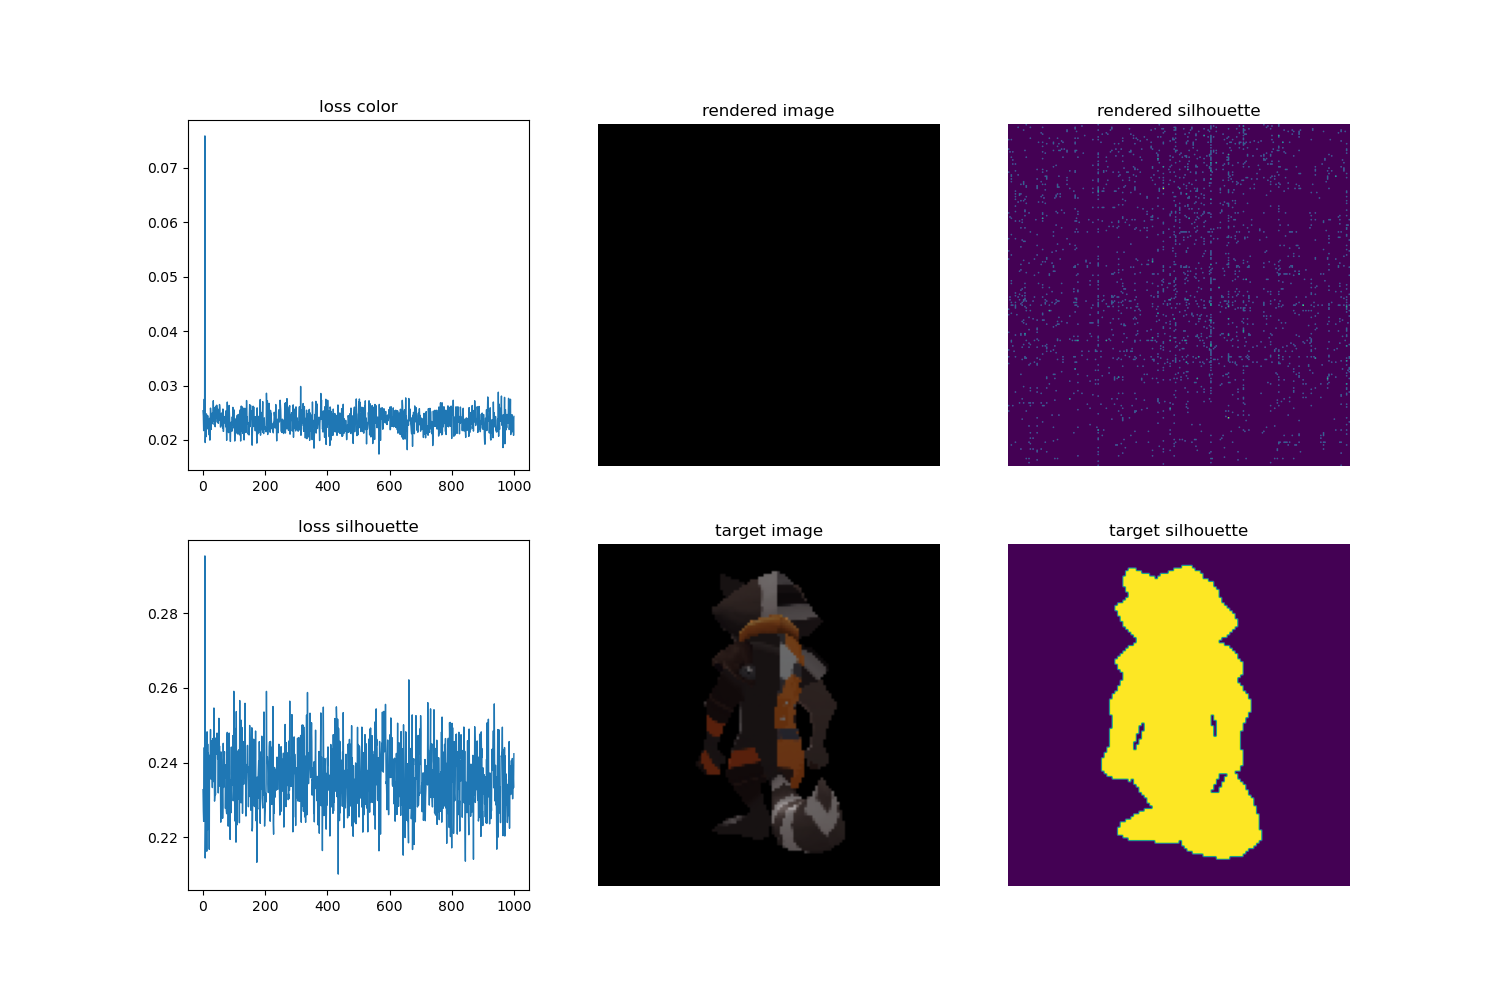 loss color
0.07
0.06
0.05
0.04
0.03
0.02
0 200 400 600 800 1000
rendered image
rendered silhouette
loss silhouette
0.28
0.26
0.24
0.22
0 200 400 600 800 1000
target image
target silhouette